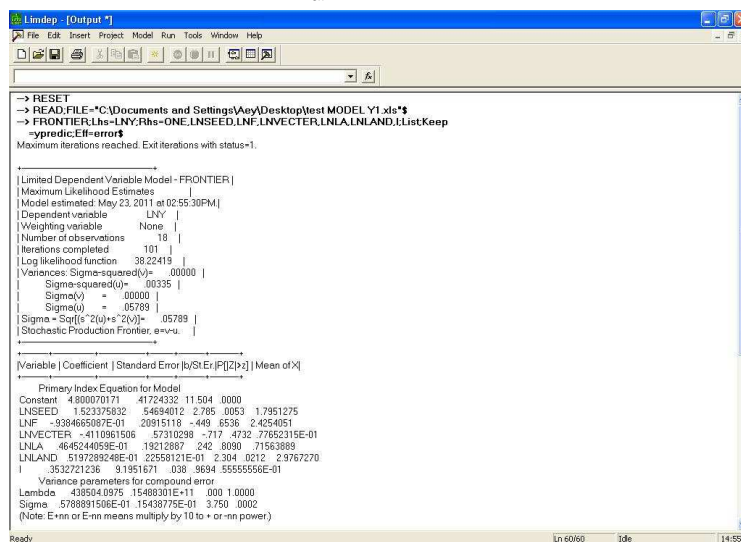 Limdep - [Output *]
File Edit Insert Project Model Run Tools Window Help
fx
--> RESET
--> READ;FILE="C:\Documents and Settings\Aey\Desktop\test MODEL Y1.xls"$
--> FRONTIER;Lhs=LNY;Rhs=ONE,LNSEED,LNF,LNVECTER,LNLA,LNLAND,I;List;Keep
=ypredic;Eff=error$
Maximum iterations reached. Exit iterations with status=1.
+---------------------------------------------+
| Limited Dependent Variable Model - FRONTIER |
| Maximum Likelihood Estimates |
| Model estimated: May 23, 2011 at 02:55:30PM.|
| Dependent variable LNY |
| Weighting variable None |
| Number of observations 18 |
| Iterations completed 101 |
| Log likelihood function 38.22419 |
| Variances: Sigma-squared(v)= .00000 |
| Sigma-squared(u)= .00335 |
| Sigma(v) = .00000 |
| Sigma(u) = .05789 |
| Sigma = Sqr[(s^2(u)+s^2(v)]= .05789 |
| Stochastic Production Frontier, e=v-u. |
+---------------------------------------------+
+---------+--------------+----------------+--------+---------+----------+
|Variable | Coefficient | Standard Error |b/St.Er.|P[|Z|>z] | Mean of X|
+---------+--------------+----------------+--------+---------+----------+
Primary Index Equation for Model
Constant 4.800070171 .41724332 11.504 .0000
LNSEED 1.523375832 .54694012 2.785 .0053 1.7951275
LNF -.9384665087E-01 .20915118 -.449 .6536 2.4254051
LNVECTER -.4110961506 .57310298 -.717 .4732 .77652315E-01
LNLA .4645244059E-01 .19212887 .242 .8090 .71563889
LNLAND .5197289248E-01 .22558121E-01 2.304 .0212 2.9767270
I .3532721236 9.1951671 .038 .9694 .55555556E-01
Variance parameters for compound error
Lambda 438504.0975 .15488301E+11 .000 1.0000
Sigma .5788891506E-01 .15438775E-01 3.750 .0002
(Note: E+nn or E-nn means multiply by 10 to + or -nn power.)
Ready Ln 60/60 Idle 14:55